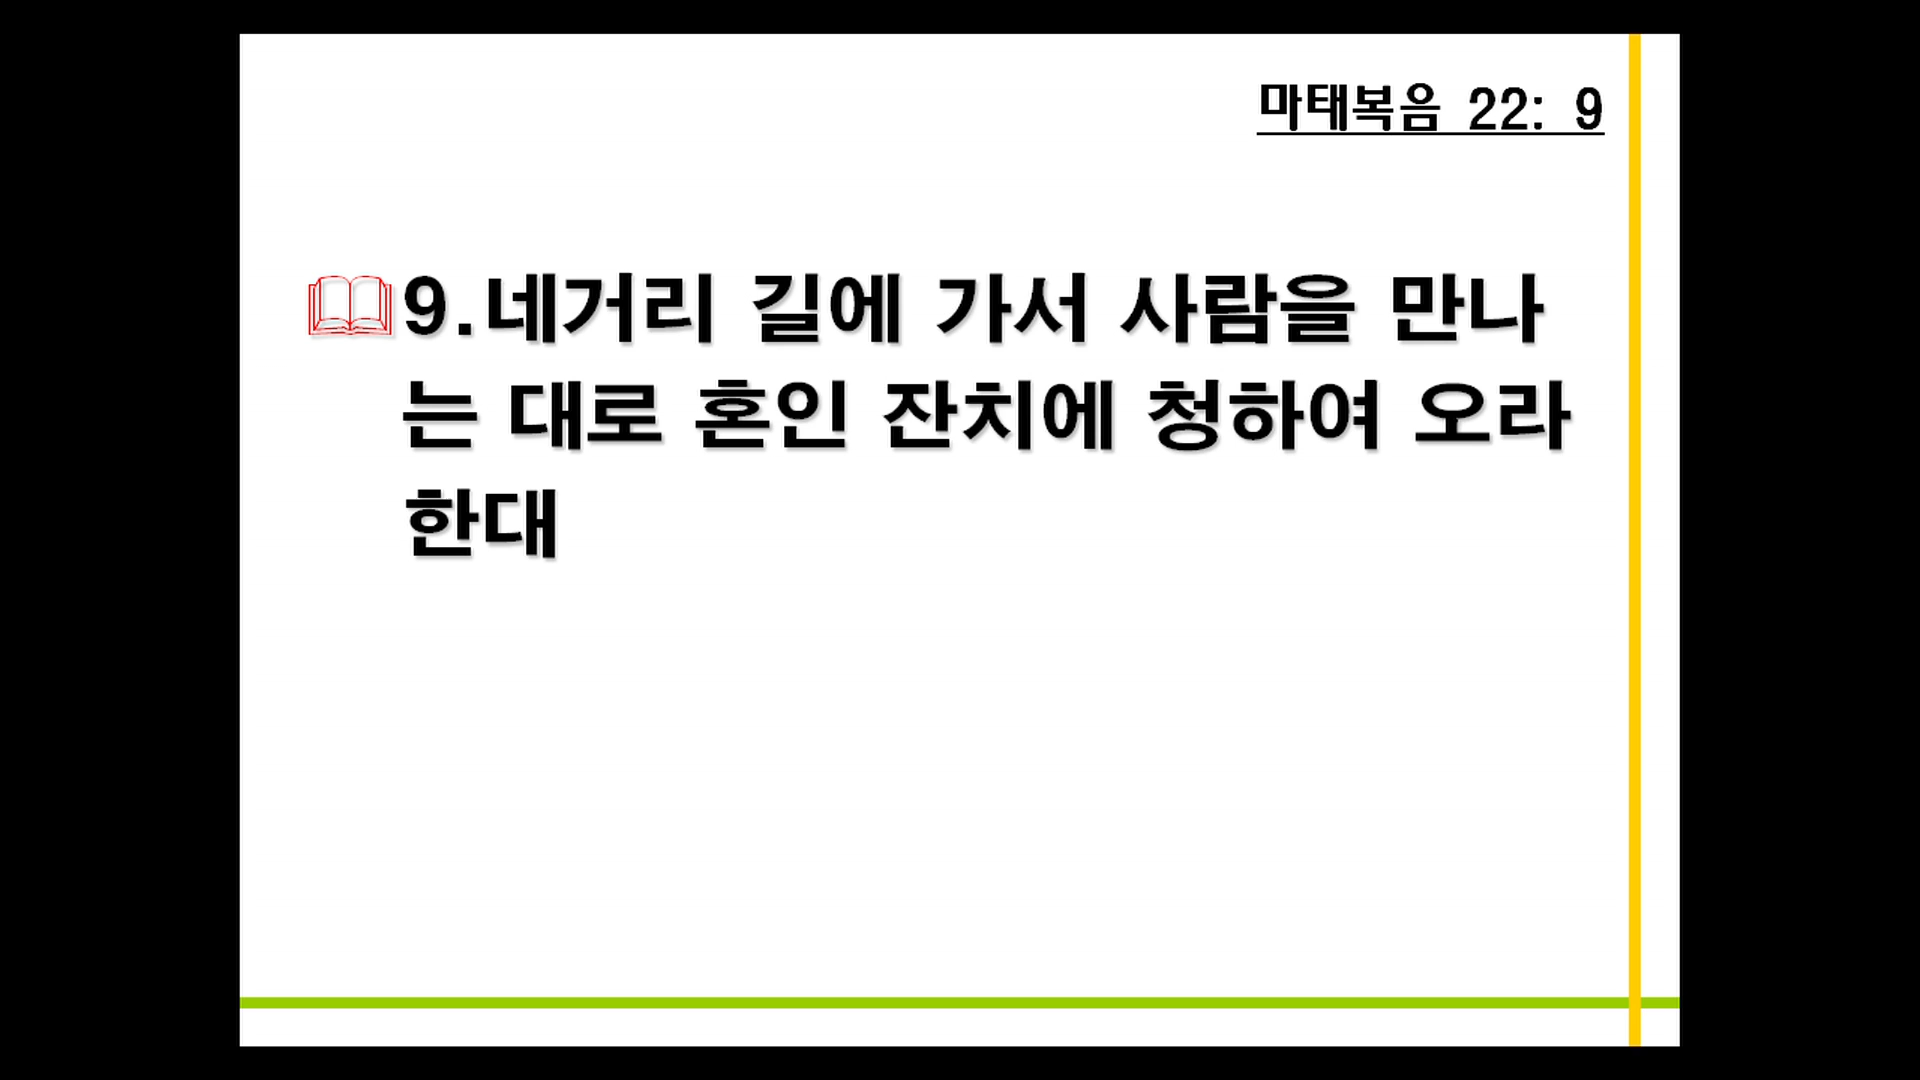 마태복음 22: 9
9.네거리 길에 가서 사람을 만나
는 대로 혼인 잔치에 청하여 오라
한대